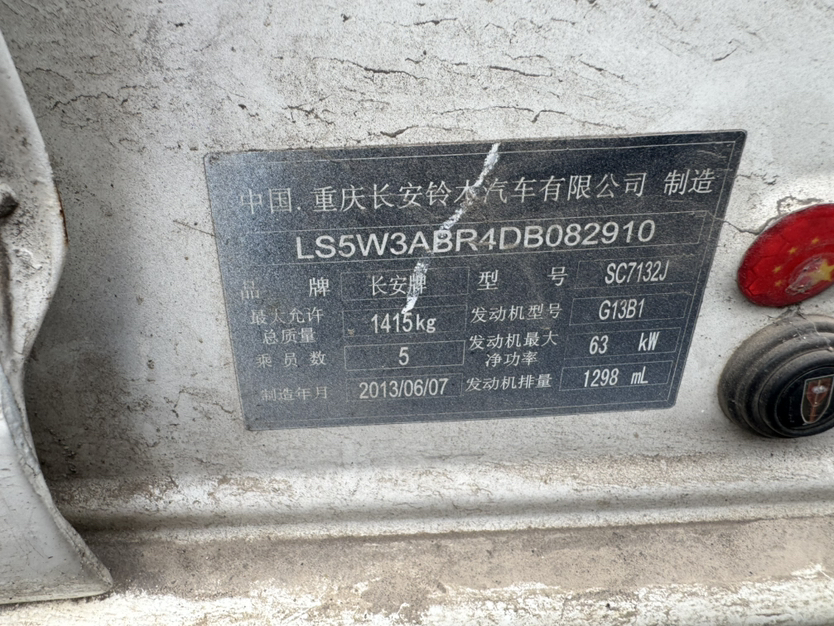 中国.重庆长安铃木汽车有限公司 制造
LS5W3ABR4DB082910
品 牌 长安牌 型 号 SC7132J
最大允许总质量 1415kg 发动机型号 G13B1
乘员数 5 发动机最大净功率 63 kW
制造年月 2013/06/07 发动机排量 1298 mL